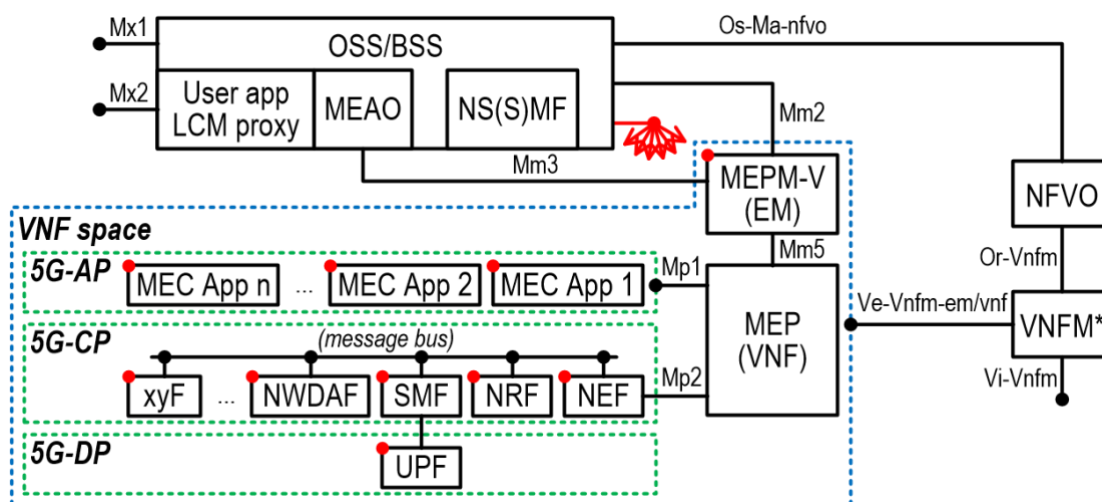 Mx1
OSS/BSS
Os-Ma-nfvo
Mx2
User app
LCM proxy
MEAO
NS(S)MF
Mm2
Mm3
MEPM-V
(EM)
NFVO
VNF space
Mm5
Or-Vnfm
5G-AP
MEC App n
...
MEC App 2
MEC App 1
Mp1
MEP
(VNF)
Ve-Vnfm-em/vnf
VNFM*
5G-CP
(message bus)
xyF
...
NWDAF
SMF
NRF
NEF
Mp2
Vi-Vnfm
5G-DP
UPF